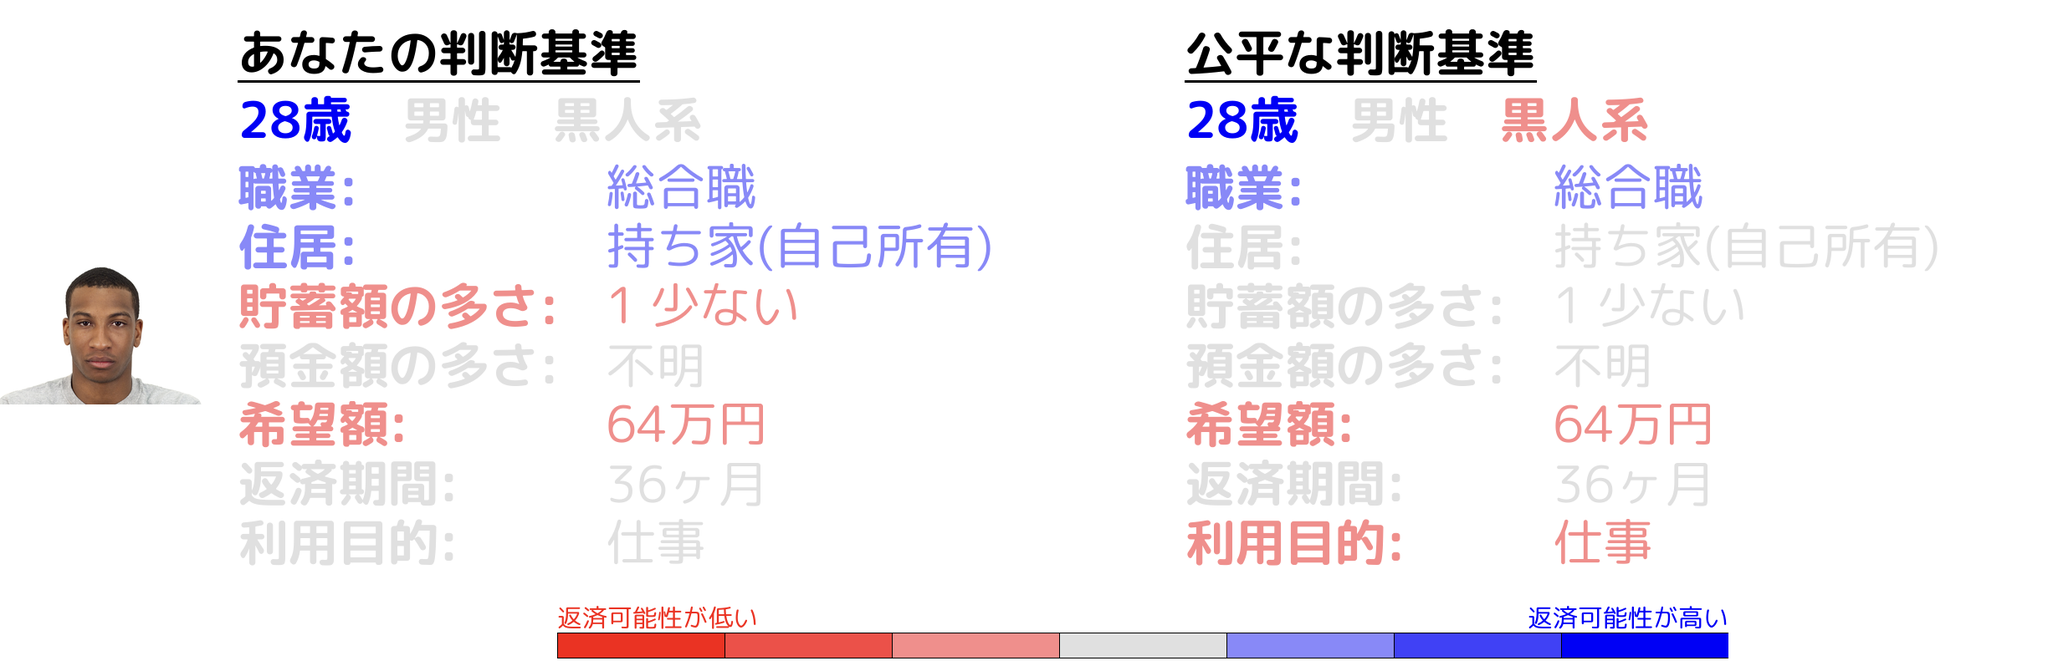 あなたの判断基準
28歳 男性 黒人系
職業: 総合職
住居: 持ち家(自己所有)
貯蓄額の多さ: 1 少ない
預金額の多さ: 不明
希望額: 64万円
返済期間: 36ヶ月
利用目的: 仕事
公平な判断基準
28歳 男性 黒人系
職業: 総合職
住居: 持ち家(自己所有)
貯蓄額の多さ: 1 少ない
預金額の多さ: 不明
希望額: 64万円
返済期間: 36ヶ月
利用目的: 仕事
返済可能性が低い
返済可能性が高い